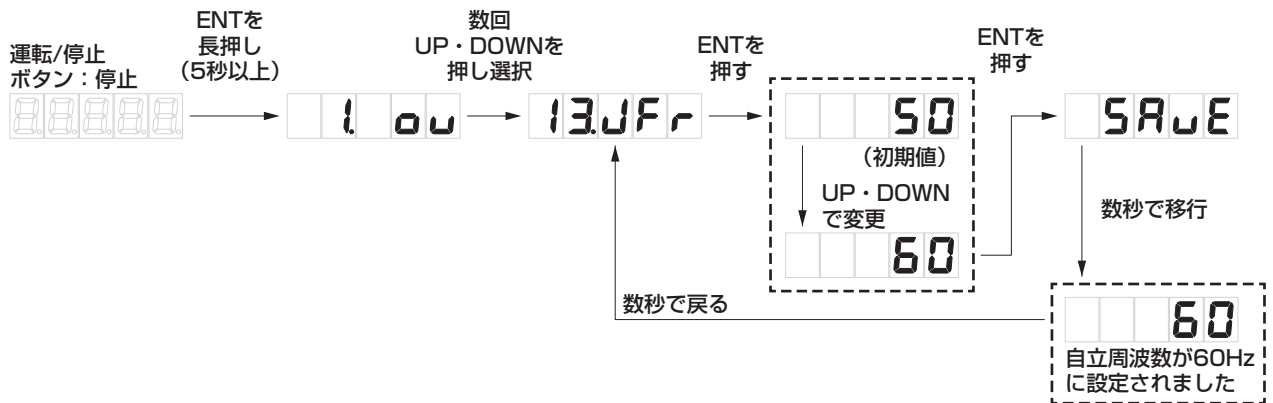 運転/停止
ボタン:停止
ENTを
長押し
(5秒以上)
1. ou
数回
UP・DOWNを
押し選択
13.JFr
ENTを
押す
50
(初期値)
UP・DOWN
で変更
60
ENTを
押す
SAuE
数秒で移行
60
自立周波数が60Hz
に設定されました
数秒で戻る